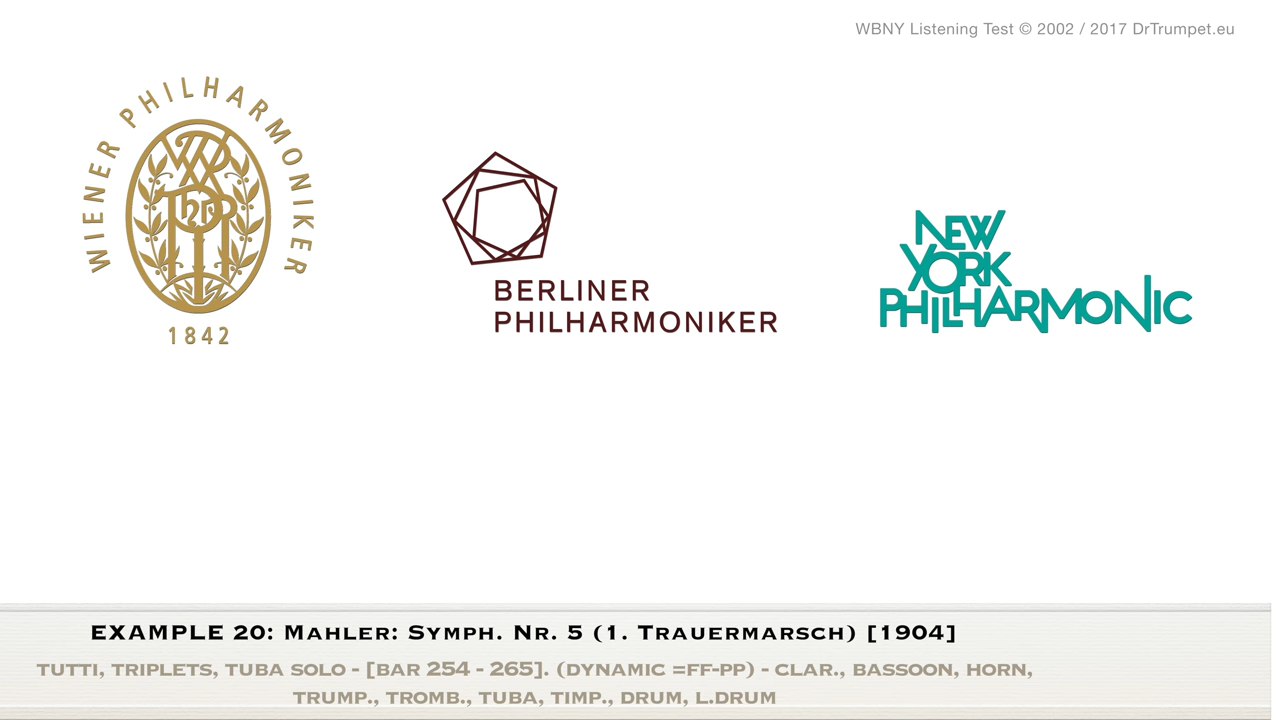 WBNY Listening Test © 2002 / 2017 DrTrumpet.eu
WIENER PHILHARMONIKER
1842
BERLINER
PHILHARMONIKER
NEW
YORK
PHILHARMONIC
EXAMPLE 20: MAHLER: SYMPH. NR. 5 (1. TRAUERMARSCH) [1904]
TUTTI, TRIPLETS, TUBA SOLO - [BAR 254 - 265]. (DYNAMIC =FF-PP) - CLAR., BASSOON, HORN,
TRUMP., TROMB., TUBA, TIMP., DRUM, L.DRUM